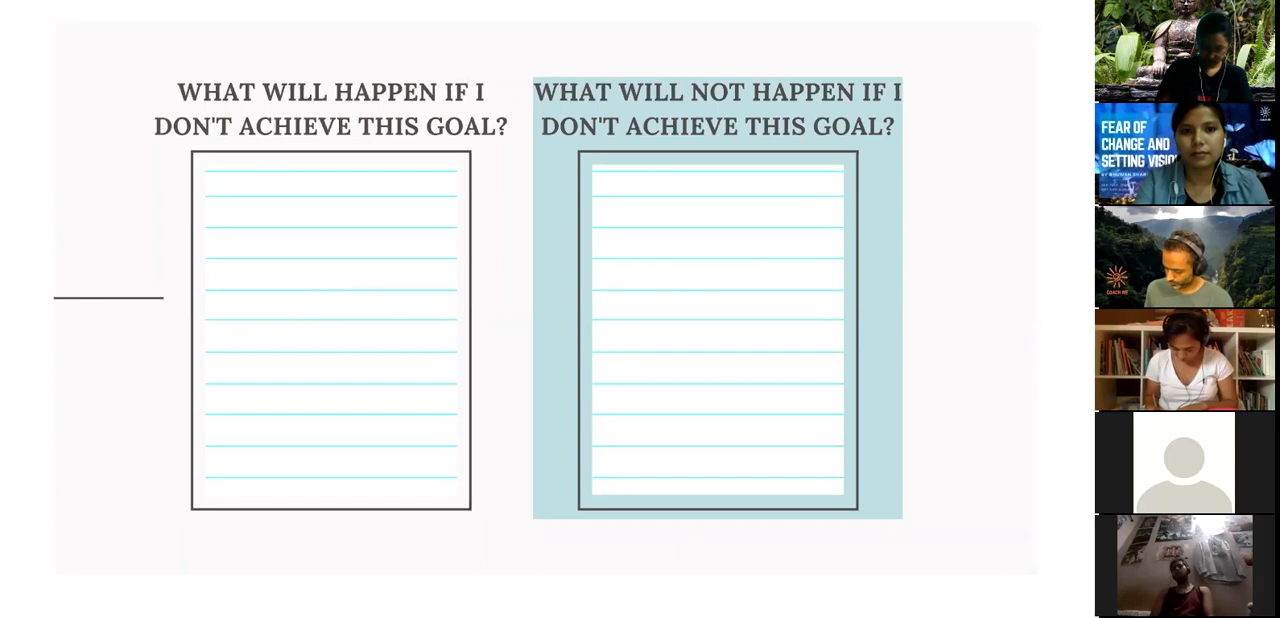 WHAT WILL HAPPEN IF I
DON'T ACHIEVE THIS GOAL?
WHAT WILL NOT HAPPEN IF I
DON'T ACHIEVE THIS GOAL?
FEAR OF
CHANGE AND
SETTING VISIO